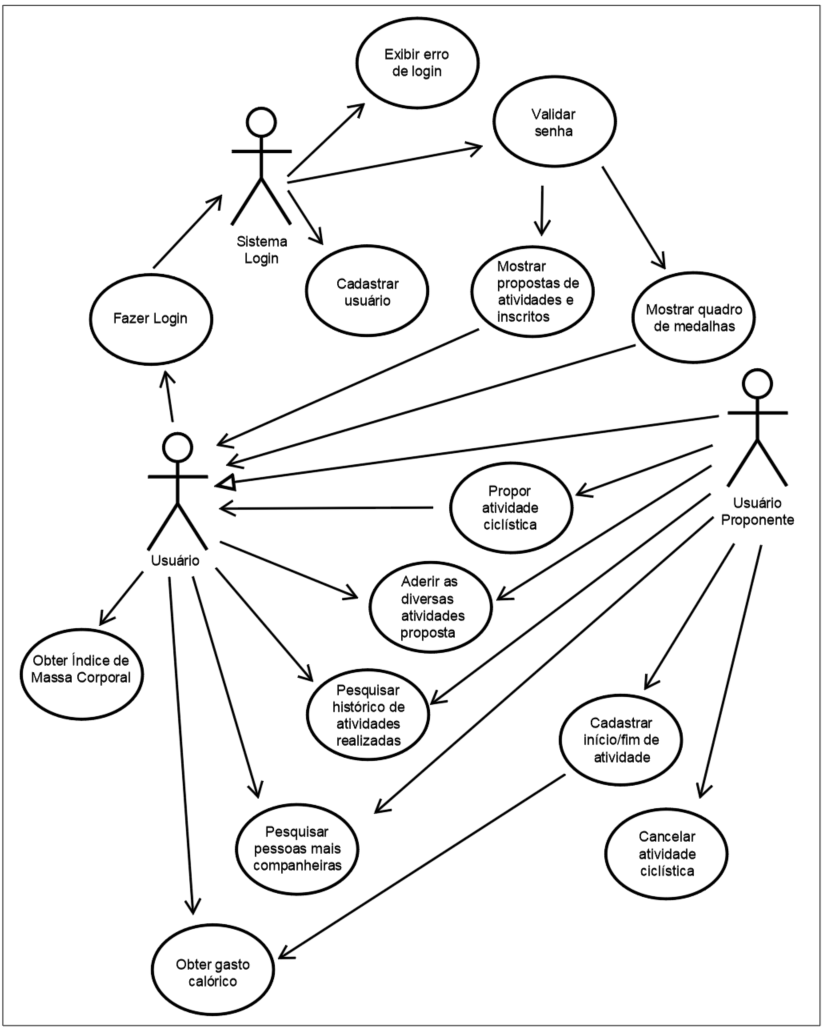 Exibir erro
de login
Validar
senha
Sistema
Login
Cadastrar
usuário
Mostrar
propostas de
atividades e
inscritos
Mostrar quadro
de medalhas
Fazer Login
Usuário
Proponente
Propor
atividade
ciclística
Usuário
Aderir as
diversas
atividades
proposta
Obter Índice de
Massa Corporal
Pesquisar
histórico de
atividades
realizadas
Cadastrar
início/fim de
atividade
Pesquisar
pessoas mais
companheiras
Cancelar
atividade
ciclística
Obter gasto
calórico